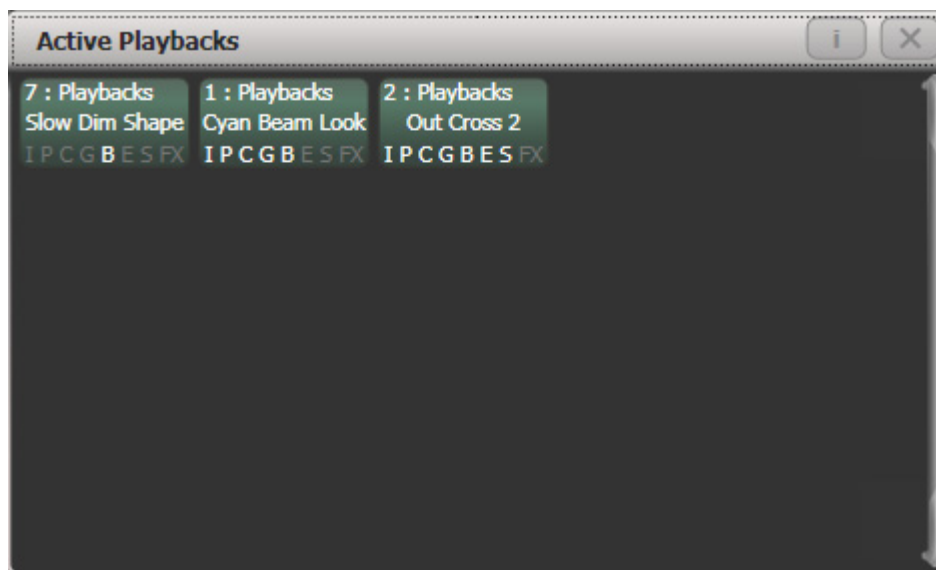 Active Playbacks
i
7 : Playbacks
Slow Dim Shape
I P C G B E S FX
1 : Playbacks
Cyan Beam Look
I P C G B E S FX
2 : Playbacks
Out Cross 2
I P C G B E S FX